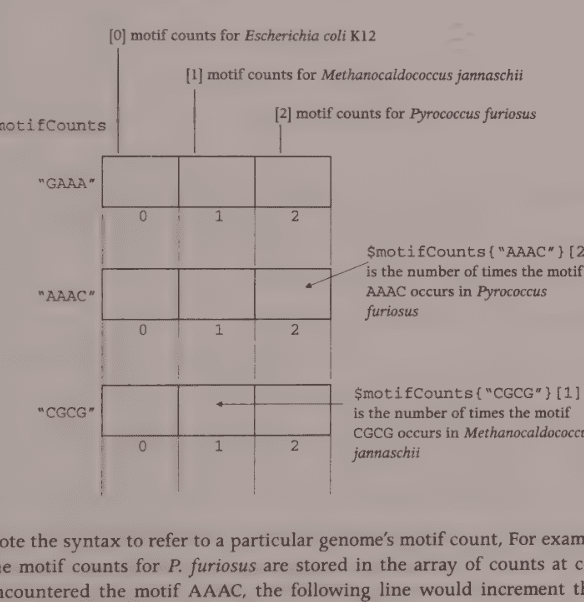 [0] motif counts for Escherichia coli K12
[1] motif counts for Methanocaldococcus jannaschii
[2] motif counts for Pyrococcus furiosus
motifCounts
"GAAA"
0 1 2
$motifCounts{"AAAC"}[2
is the number of times the motif
AAAC occurs in Pyrococcus
furiosus
"AAAC"
0 1 2
$motifCounts{"CGCG"}[1]
is the number of times the motif
CGCG occurs in Methanocaldococcu
jannaschii
"CGCG"
0 1 2
ote the syntax to refer to a particular genome's motif count, For exam
e motif counts for P. furiosus are stored in the array of counts at c
ncountered the motif AAAC, the following line would increment th